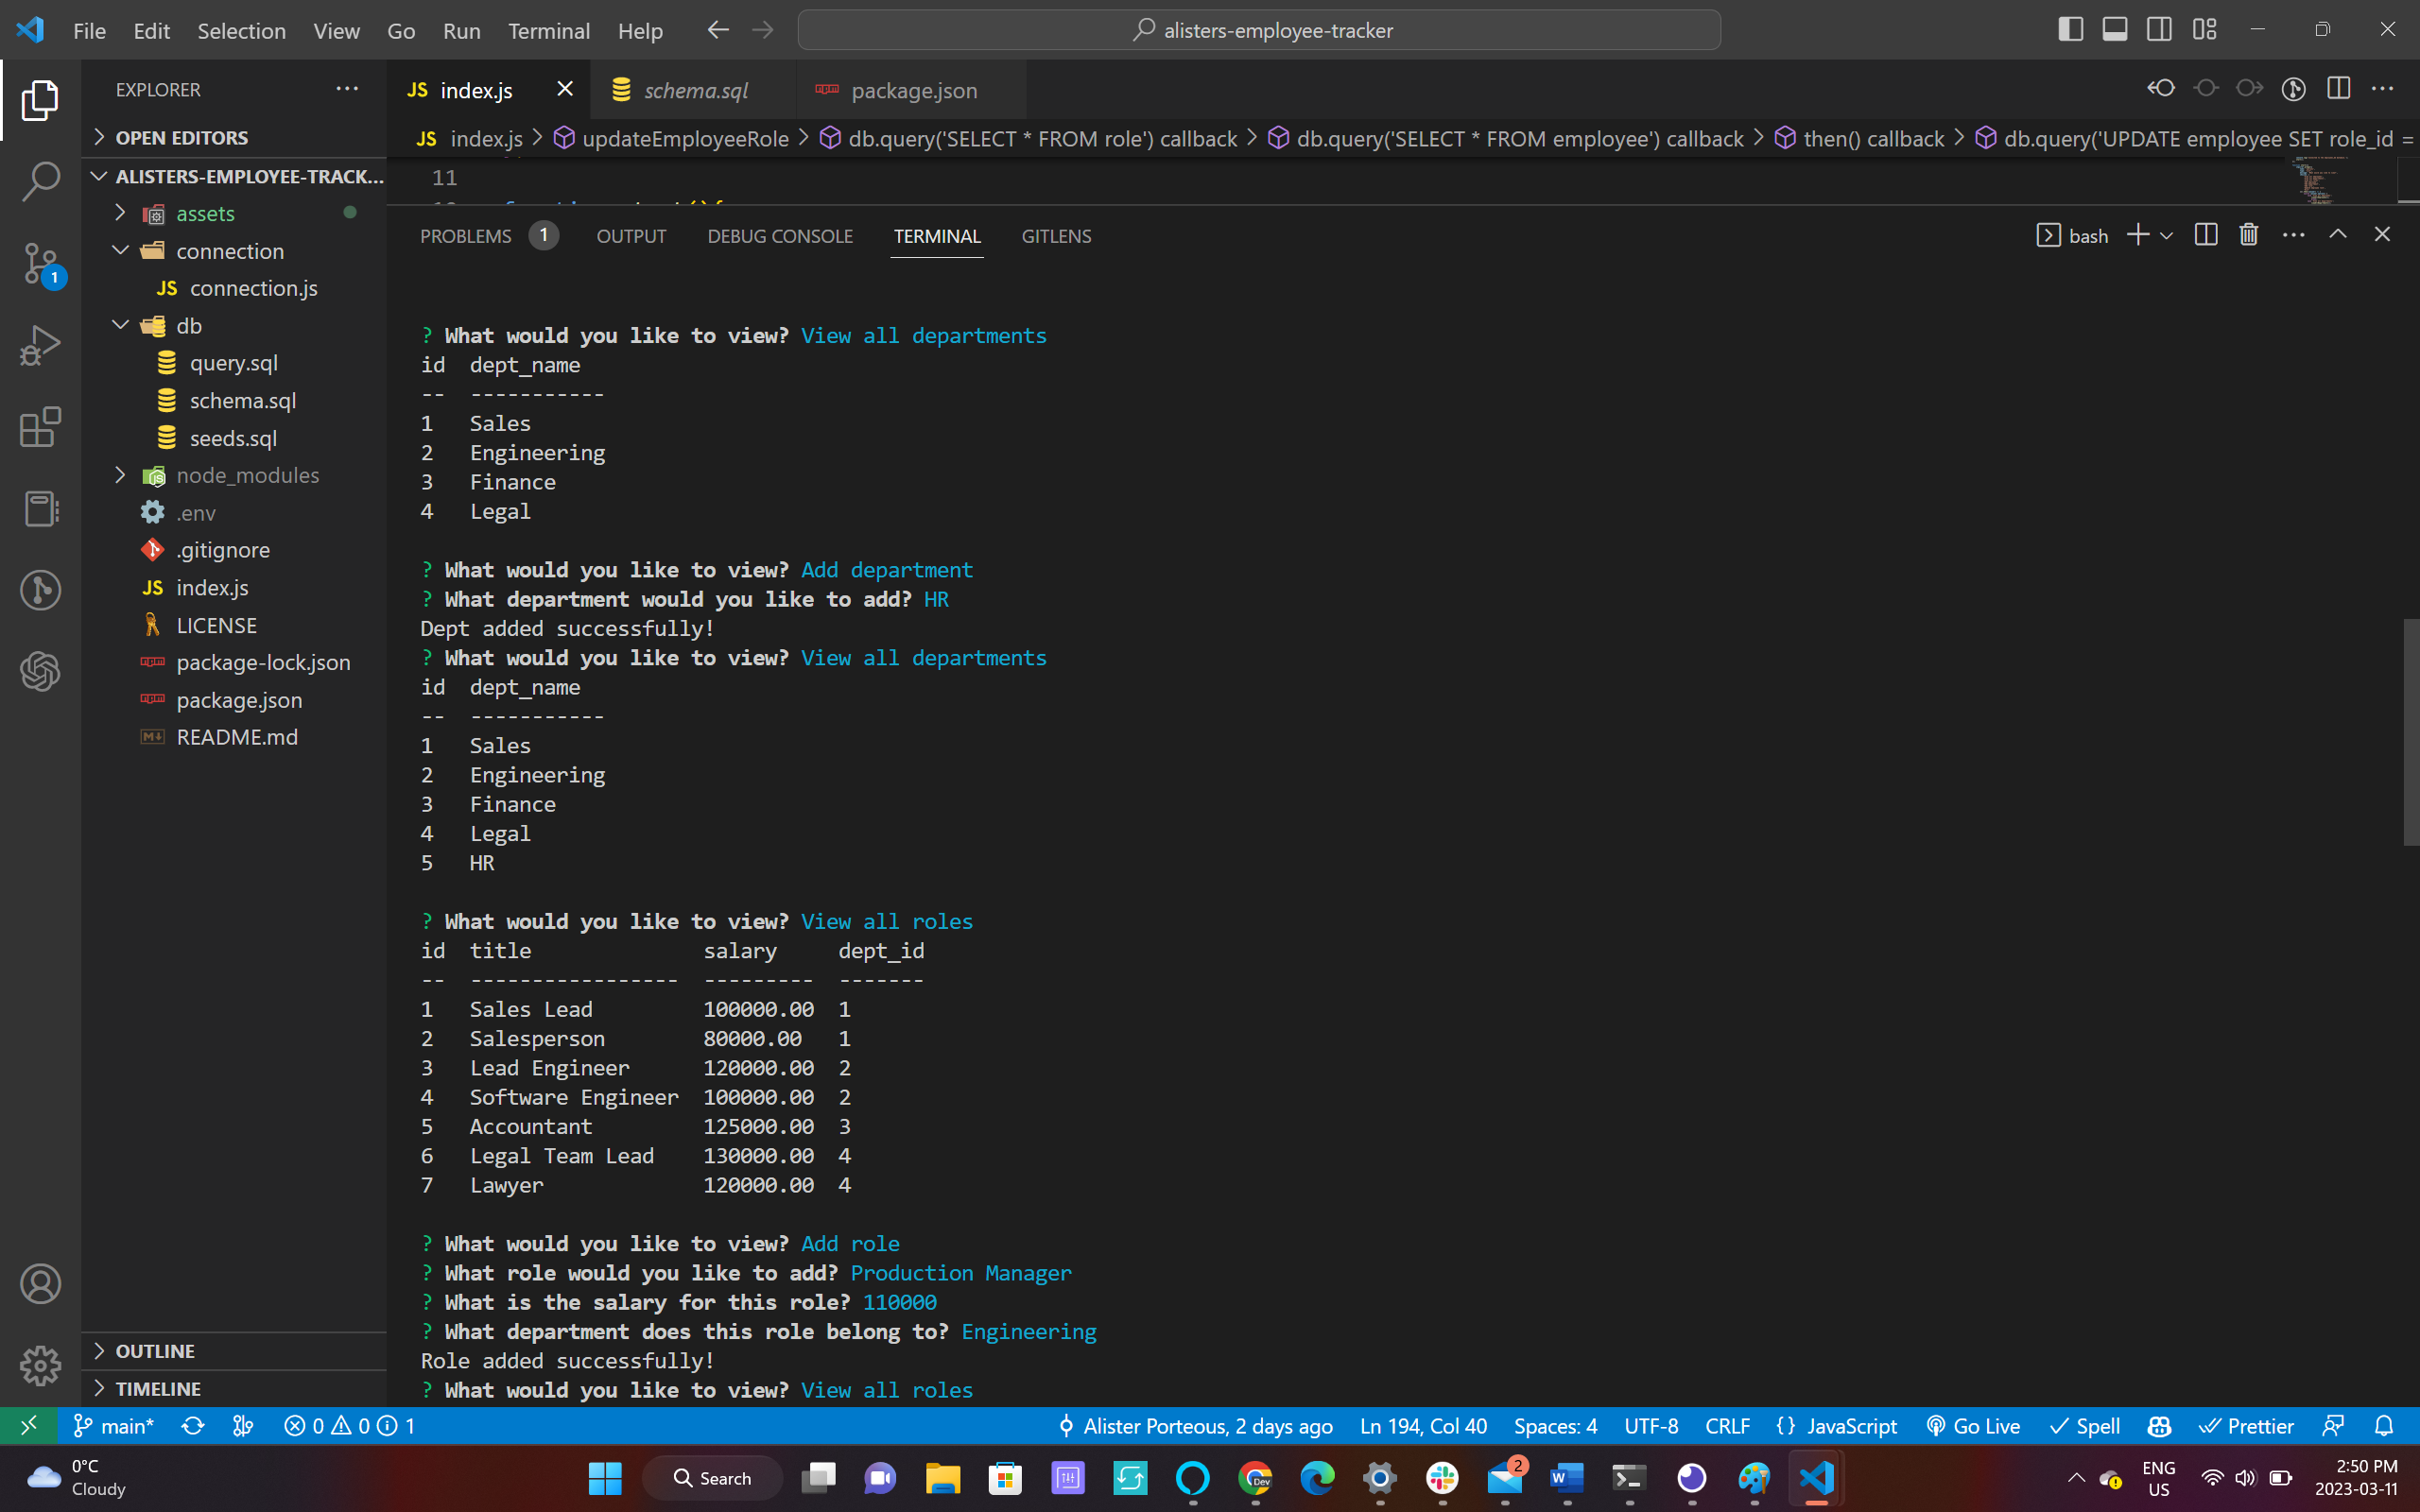 File Edit Selection View Go Run Terminal Help alisters-employee-tracker
EXPLORER
OPEN EDITORS
ALISTERS-EMPLOYEE-TRACK...
assets
connection
JS connection.js
db
query.sql
schema.sql
seeds.sql
node_modules
.env
.gitignore
JS index.js
LICENSE
package-lock.json
package.json
README.md
OUTLINE
TIMELINE
1
JS index.js schema.sql package.json
JS index.js > updateEmployeeRole > db.query('SELECT * FROM role') callback > db.query('SELECT * FROM employee') callback > then() callback > db.query('UPDATE employee SET role_id =
11
PROBLEMS 1 OUTPUT DEBUG CONSOLE TERMINAL GITLENS bash
? What would you like to view? View all departments
id dept_name
-- -----------
1 Sales
2 Engineering
3 Finance
4 Legal
? What would you like to view? Add department
? What department would you like to add? HR
Dept added successfully!
? What would you like to view? View all departments
id dept_name
-- -----------
1 Sales
2 Engineering
3 Finance
4 Legal
5 HR
? What would you like to view? View all roles
id title salary dept_id
-- ----------------- --------- -------
1 Sales Lead 100000.00 1
2 Salesperson 80000.00 1
3 Lead Engineer 120000.00 2
4 Software Engineer 100000.00 2
5 Accountant 125000.00 3
6 Legal Team Lead 130000.00 4
7 Lawyer 120000.00 4
? What would you like to view? Add role
? What role would you like to add? Production Manager
? What is the salary for this role? 110000
? What department does this role belong to? Engineering
Role added successfully!
? What would you like to view? View all roles
main* 0 0 1 Alister Porteous, 2 days ago Ln 194, Col 40 Spaces: 4 UTF-8 CRLF {} JavaScript Go Live Spell Prettier
0°C
Cloudy
Search
2
ENG
US
2:50 PM
2023-03-11